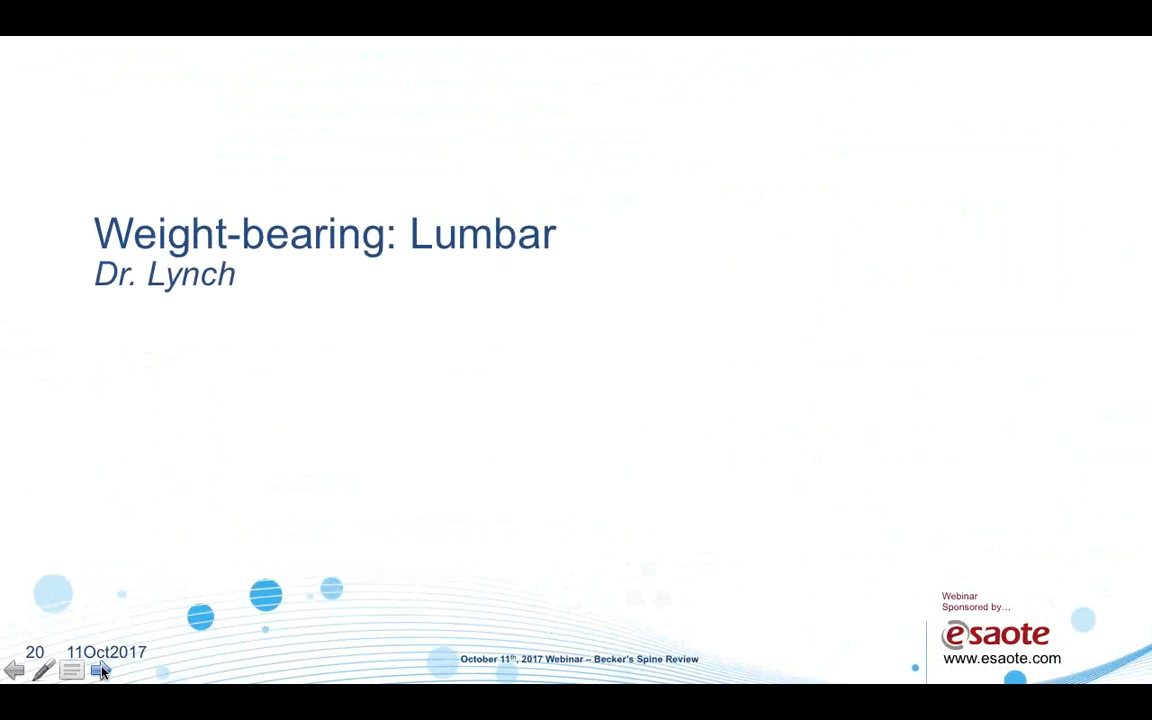 Weight-bearing: Lumbar
Dr. Lynch
Webinar
Sponsored by...
esaote
www.esaote.com
20 11Oct2017
October 11th, 2017 Webinar – Becker's Spine Review